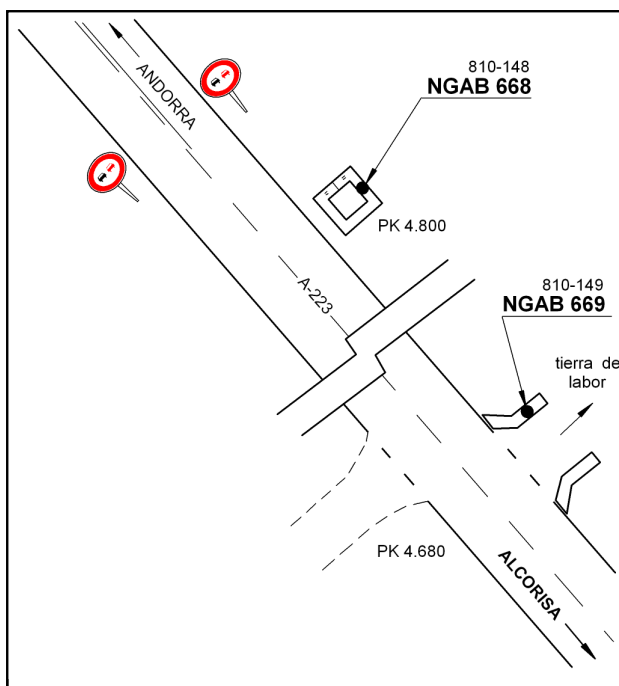 810-148
NGAB 668
ANDORRA
PK 4.800
A-223
810-149
NGAB 669
tierra de
labor
PK 4.680
ALCORISA